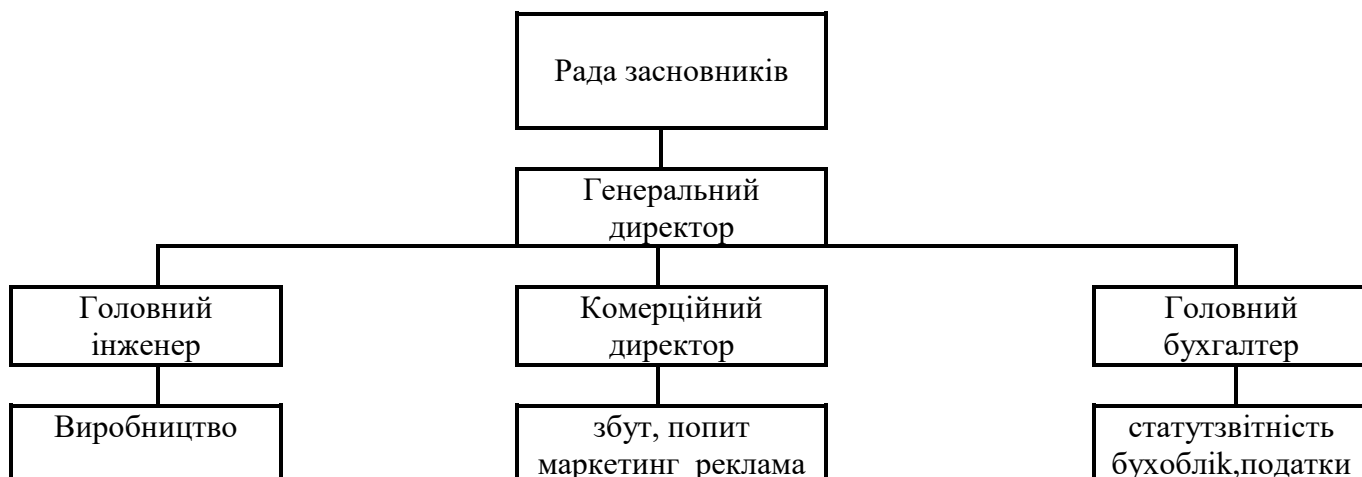 Рада засновників
Генеральний
директор
Головний
інженер
Комерційний
директор
Головний
бухгалтер
Виробництво
збут, попит
маркетинг реклама
статутзвітність
бухоблік,податки